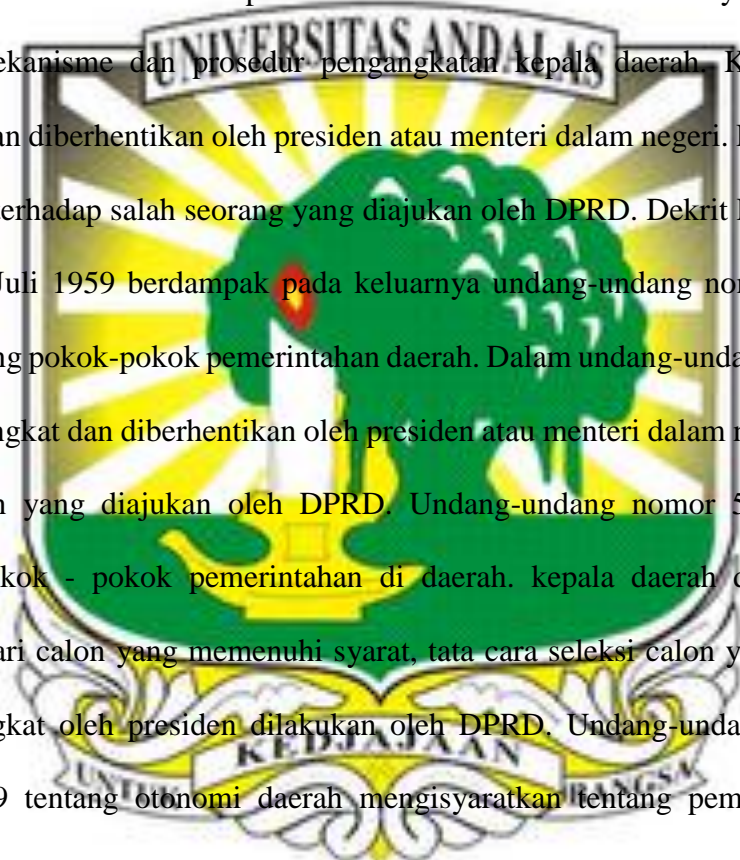 UNIVERSITAS ANDALAS
ekanisme dan prosedur pengangkatan kepala daerah. K
an diberhentikan oleh presiden atau menteri dalam negeri.
erhadap salah seorang yang diajukan oleh DPRD. Dekrit
Juli 1959 berdampak pada keluarnya undang-undang nor
ng pokok-pokok pemerintahan daerah. Dalam undang-unda
ngkat dan diberhentikan oleh presiden atau menteri dalam n
n yang diajukan oleh DPRD. Undang-undang nomor 5
kok - pokok pemerintahan di daerah. kepala daerah d
ari calon yang memenuhi syarat, tata cara seleksi calon y
gkat oleh presiden dilakukan oleh DPRD. Undang-unda
KEDJAJAAN
UNTUK BANGSA
9 tentang otonomi daerah mengisyaratkan tentang pem